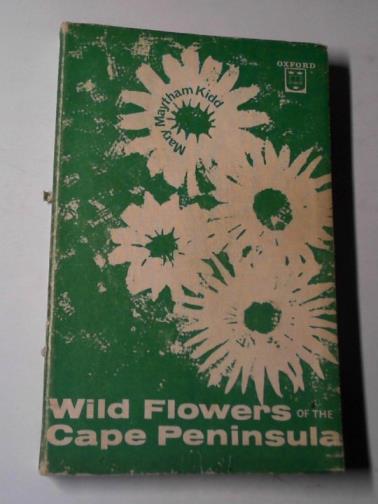 OXFORD
Mary Maytham Kidd
Wild Flowers OF THE
Cape Peninsula